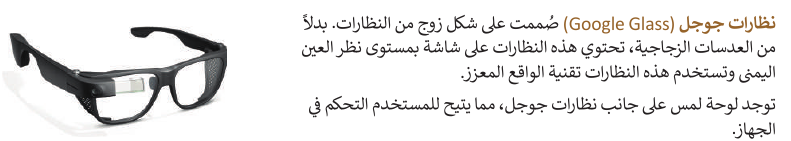 نظارات جوجل (Google Glass) صُممت على شكل زوج من النظارات. بدلاً
من العدسات الزجاجية، تحتوي هذه النظارات على شاشة بمستوى نظر العين
اليمنى وتستخدم هذه النظارات تقنية الواقع المعزز.
توجد لوحة لمس على جانب نظارات جوجل، مما يتيح للمستخدم التحكم في
الجهاز.